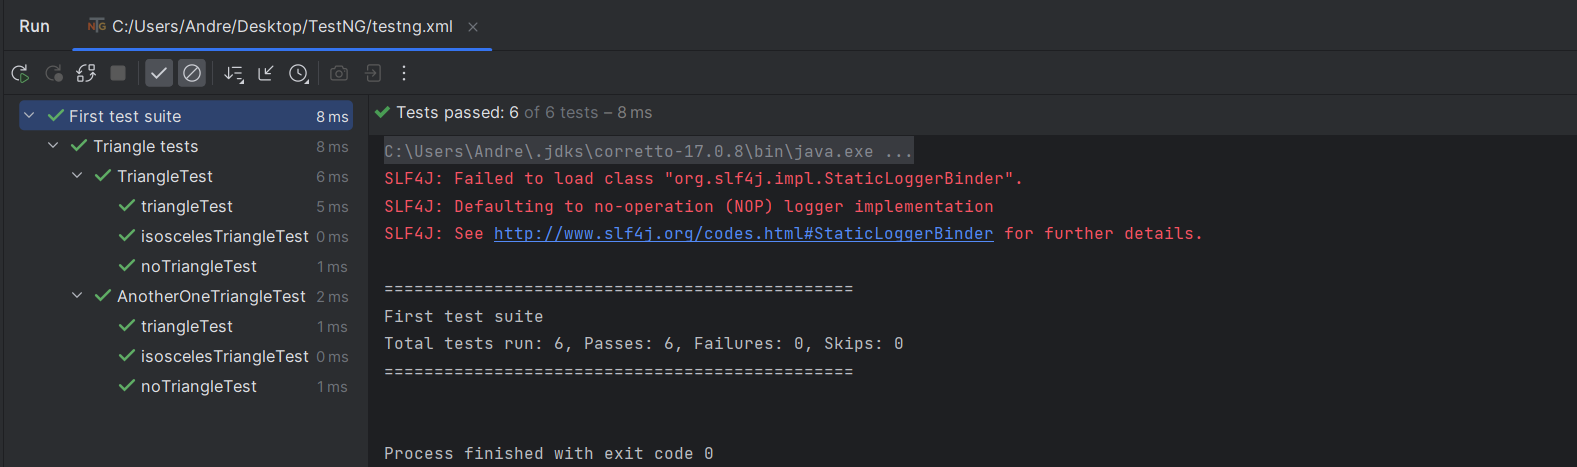 Run
C:/Users/Andre/Desktop/TestNG/testng.xml
First test suite 8 ms
Triangle tests 8 ms
TriangleTest 6 ms
triangleTest 5 ms
isoscelesTriangleTest 0 ms
noTriangleTest 1 ms
AnotherOneTriangleTest 2 ms
triangleTest 1 ms
isoscelesTriangleTest 0 ms
noTriangleTest 1 ms
Tests passed: 6 of 6 tests – 8 ms
C:\Users\Andre\.jdks\corretto-17.0.8\bin\java.exe ...
SLF4J: Failed to load class "org.slf4j.impl.StaticLoggerBinder".
SLF4J: Defaulting to no-operation (NOP) logger implementation
SLF4J: See http://www.slf4j.org/codes.html#StaticLoggerBinder for further details.
===============================================
First test suite
Total tests run: 6, Passes: 6, Failures: 0, Skips: 0
===============================================
Process finished with exit code 0